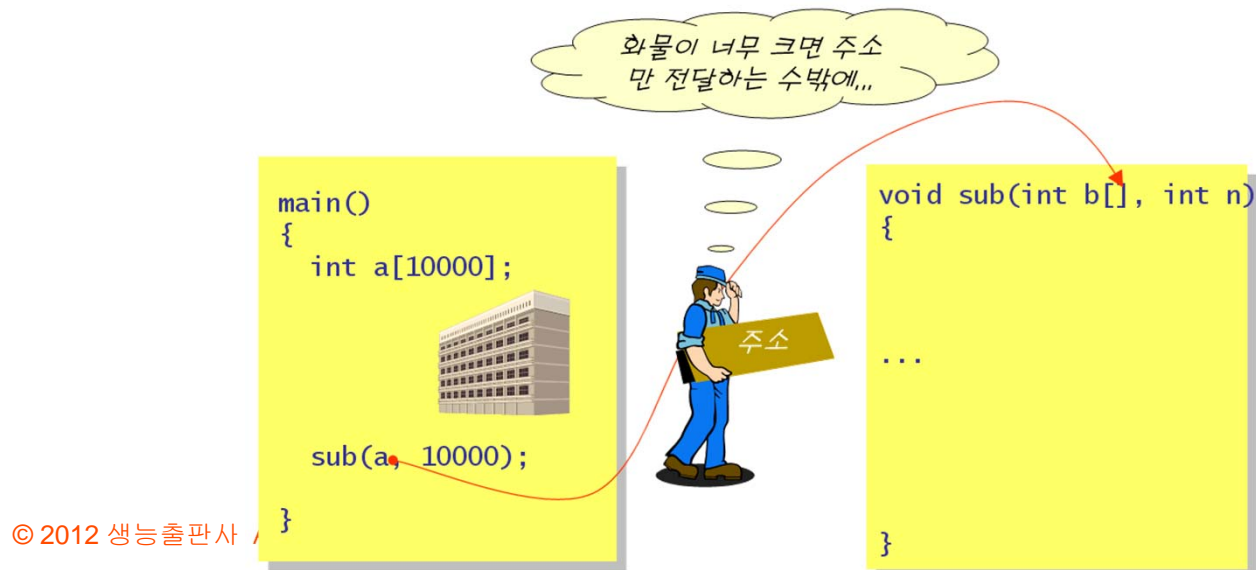 화물이 너무 크면 주소
만 전달하는 수밖에...
main()
{
int a[10000];
sub(a, 10000);
}
주소
void sub(int b[], int n)
{
...
}
© 2012 생능출판사